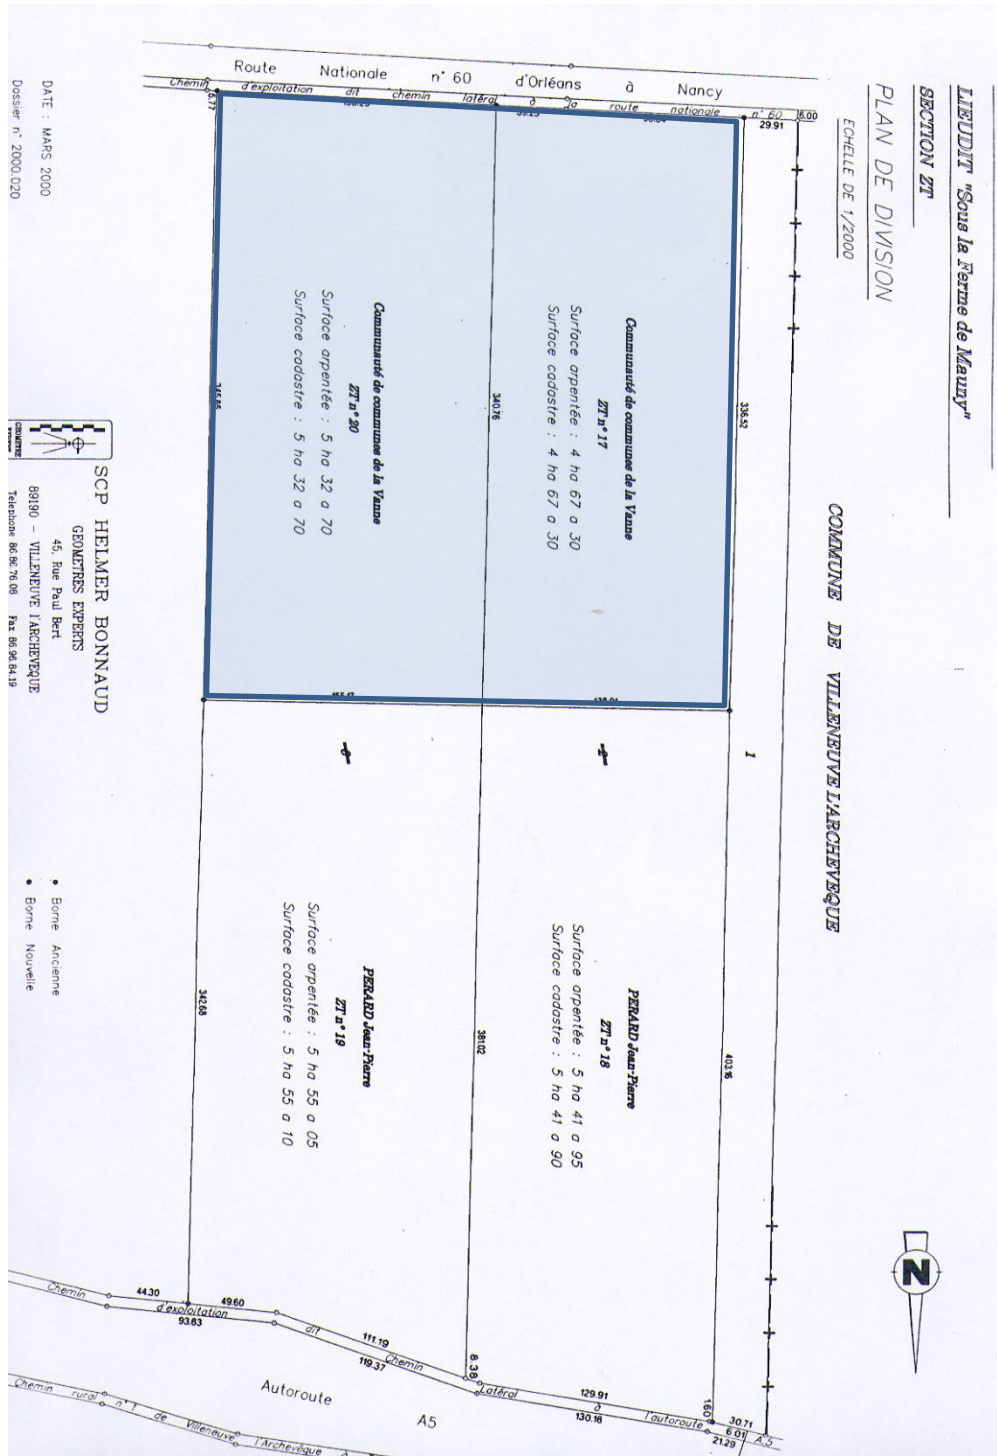 LIEUDIT "Sous la Ferme de Mauny"
SECTION ZT
PLAN DE DIVISION
ECHELLE DE 1/2000
COMMUNE DE VILLENEUVE L'ARCHEVEQUE
N
Route Nationale n° 60 d'Orléans à Nancy
Chemin d'exploitation dit chemin latéral à la route nationale n° 60
6.00
29.91
336.52
Communauté de communes de la Vanne
ZT n° 17
Surface arpentée : 4 ha 67 a 30
Surface cadastre : 4 ha 67 a 30
340.76
Communauté de communes de la Vanne
ZT n° 20
Surface arpentée : 5 ha 32 a 70
Surface cadastre : 5 ha 32 a 70
1
403.16
PERARD Jean-Pierre
ZT n° 18
Surface arpentée : 5 ha 41 a 95
Surface cadastre : 5 ha 41 a 90
381.02
PERARD Jean-Pierre
ZT n° 19
Surface arpentée : 5 ha 55 a 05
Surface cadastre : 5 ha 55 a 10
342.68
44.30
49.60
93.63
111.19
119.37
8.38
129.91
130.16
1.60
30.71
6.01
21.29
Chemin d'exploitation dit Chemin Latéral à l'autoroute A.5
Autoroute A5
Chemin rural n° 1 de Villeneuve l'Archevêque
SCP HELMER BONNAUD
GEOMETRES EXPERTS
45, Rue Paul Bert
89190 - VILLENEUVE l'ARCHEVEQUE
Telephone 86.86.76.08 Fax 86.96.84.19
GEOMETRE
DATE : MARS 2000
Dossier n° 2000.020
Borne Ancienne
Borne Nouvelle